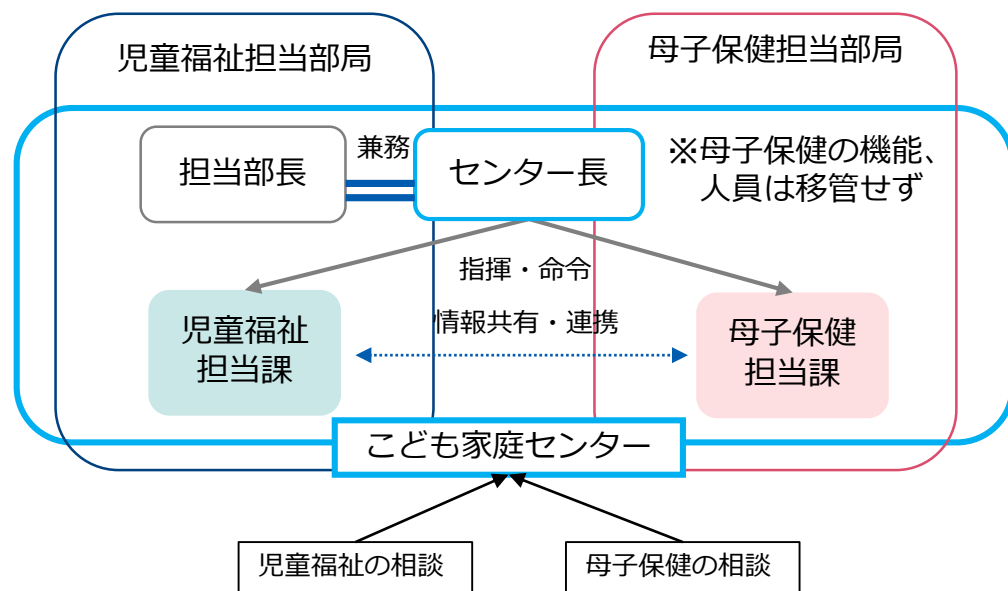 児童福祉担当部局
母子保健担当部局
担当部長
兼務
センター長
※母子保健の機能、
人員は移管せず
指揮・命令
情報共有・連携
児童福祉
担当課
母子保健
担当課
こども家庭センター
児童福祉の相談
母子保健の相談